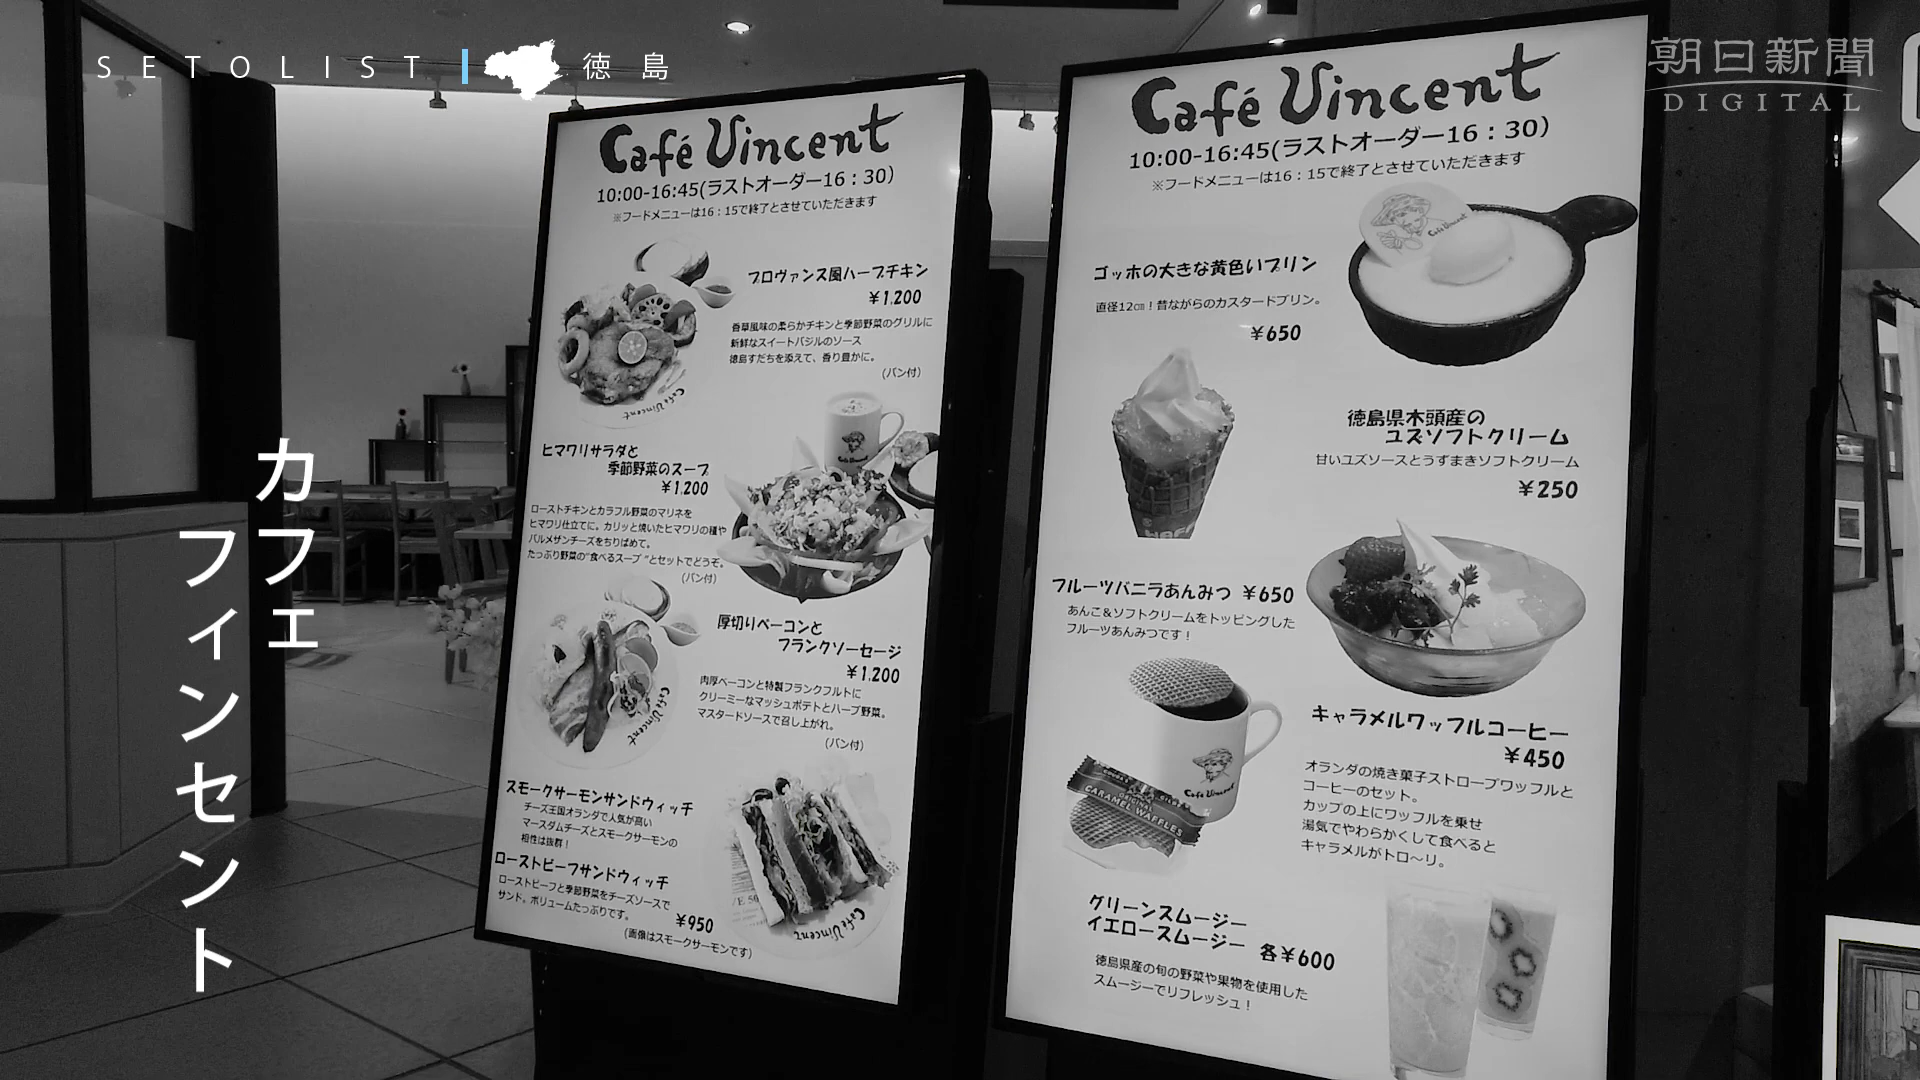 SETOLIST 徳島
朝日新聞
DIGITAL
カフェ
フィンセント
Café Vincent
10:00-16:45(ラストオーダー16：30)
※フードメニューは16：15で終了とさせていただきます
プロヴァンス風ハーブチキン
¥1,200
香草風味の柔らかチキンと季節野菜のグリルに
新鮮なスイートバジルのソース
徳島すだちを添えて、香り豊かに。
(パン付)
Café Vincent
Café Vincent
ヒマワリサラダと
季節野菜のスープ
¥1,200
ローストチキンとカラフル野菜のマリネを
ヒマワリ仕立てに。カリッと焼いたヒマワリの種や
パルメザンチーズをちりばめて。
たっぷり野菜の"食べるスープ"とセットでどうぞ。
(パン付)
厚切りベーコンと
フランクソーセージ
¥1,200
肉厚ベーコンと特製フランクフルトに
クリーミーなマッシュポテトとハーブ野菜。
マスタードソースで召し上がれ。
(パン付)
Café Vincent
スモークサーモンサンドウィッチ
チーズ王国オランダで人気が高い
マースダムチーズとスモークサーモンの
相性は抜群！
ローストビーフサンドウィッチ
ローストビーフと季節野菜をチーズソースで
サンド。ボリュームたっぷりです。
¥950
(画像はスモークサーモンです)
Café Vincent
Café Vincent
10:00-16:45(ラストオーダー16：30)
※フードメニューは16：15で終了とさせていただきます
Café Vincent
ゴッホの大きな黄色いプリン
直径12㎝！昔ながらのカスタードプリン。
¥650
徳島県木頭産の
ユズソフトクリーム
甘いユズソースとうずまきソフトクリーム
¥250
フルーツバニラあんみつ ¥650
あんこ&ソフトクリームをトッピングした
フルーツあんみつです！
Café Vincent
ORIGINAL
CARAMEL WAFFLES
キャラメルワッフルコーヒー
¥450
オランダの焼き菓子ストロープワッフルと
コーヒーのセット。
カップの上にワッフルを乗せ
湯気でやわらかくして食べると
キャラメルがトロ～リ。
グリーンスムージー
イエロースムージー 各¥600
徳島県産の旬の野菜や果物を使用した
スムージーでリフレッシュ！